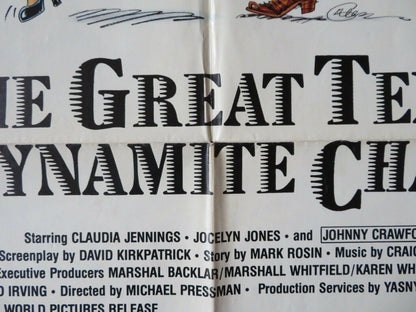 HE GREAT TE
DYNAMITE CHA
Starring CLAUDIA JENNINGS • JOCELYN JONES • and JOHNNY CRAWFO
Screenplay by DAVID KIRKPATRICK • Story by MARK ROSIN • Music by CRAIG
Executive Producers MARSHAL BACKLAR/MARSHALL WHITFIELD/KAREN WH
D IRVING • Directed by MICHAEL PRESSMAN • Production Services by YASNY
WORLD PICTURES RELEASE